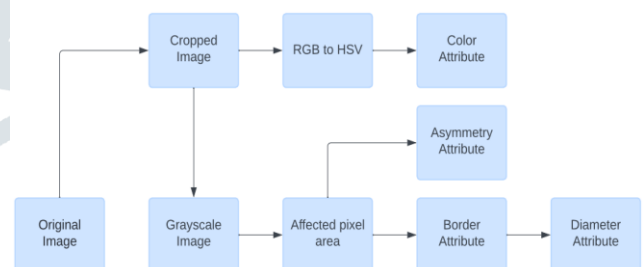 Cropped
Image
RGB to HSV
Color
Attribute
Asymmetry
Attribute
Original
Image
Grayscale
Image
Affected pixel
area
Border
Attribute
Diameter
Attribute